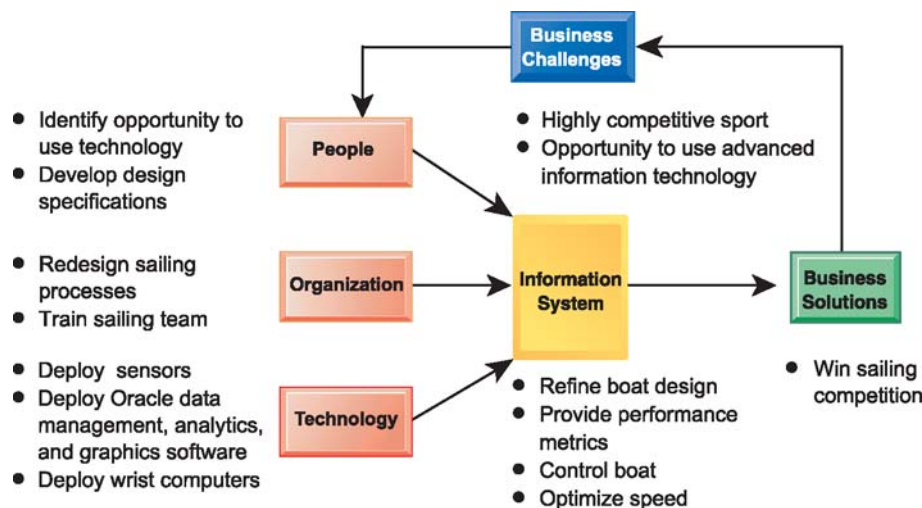 Business
Challenges
● Identify opportunity to
use technology
● Develop design
specifications
People
● Highly competitive sport
● Opportunity to use advanced
information technology
● Redesign sailing
processes
● Train sailing team
Organization
Information
System
Business
Solutions
● Deploy sensors
● Deploy Oracle data
management, analytics,
and graphics software
● Deploy wrist computers
Technology
● Refine boat design
● Provide performance
metrics
● Control boat
● Optimize speed
● Win sailing
competition